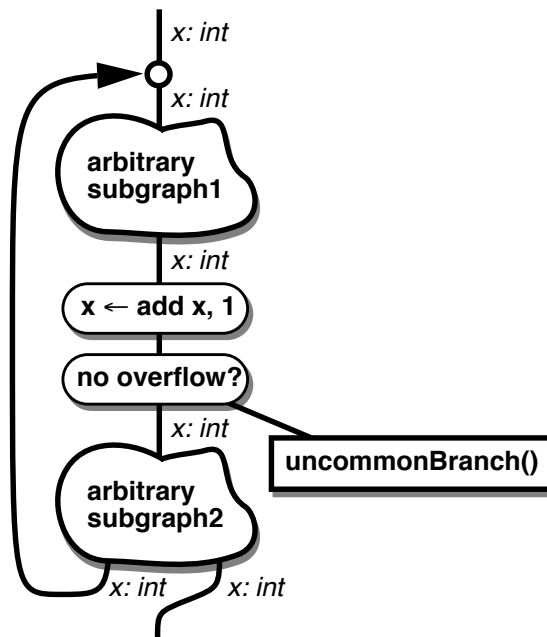 x: int
x: int
arbitrary
subgraph1
x: int
x ← add x, 1
no overflow?
x: int
uncommonBranch()
arbitrary
subgraph2
x: int
x: int